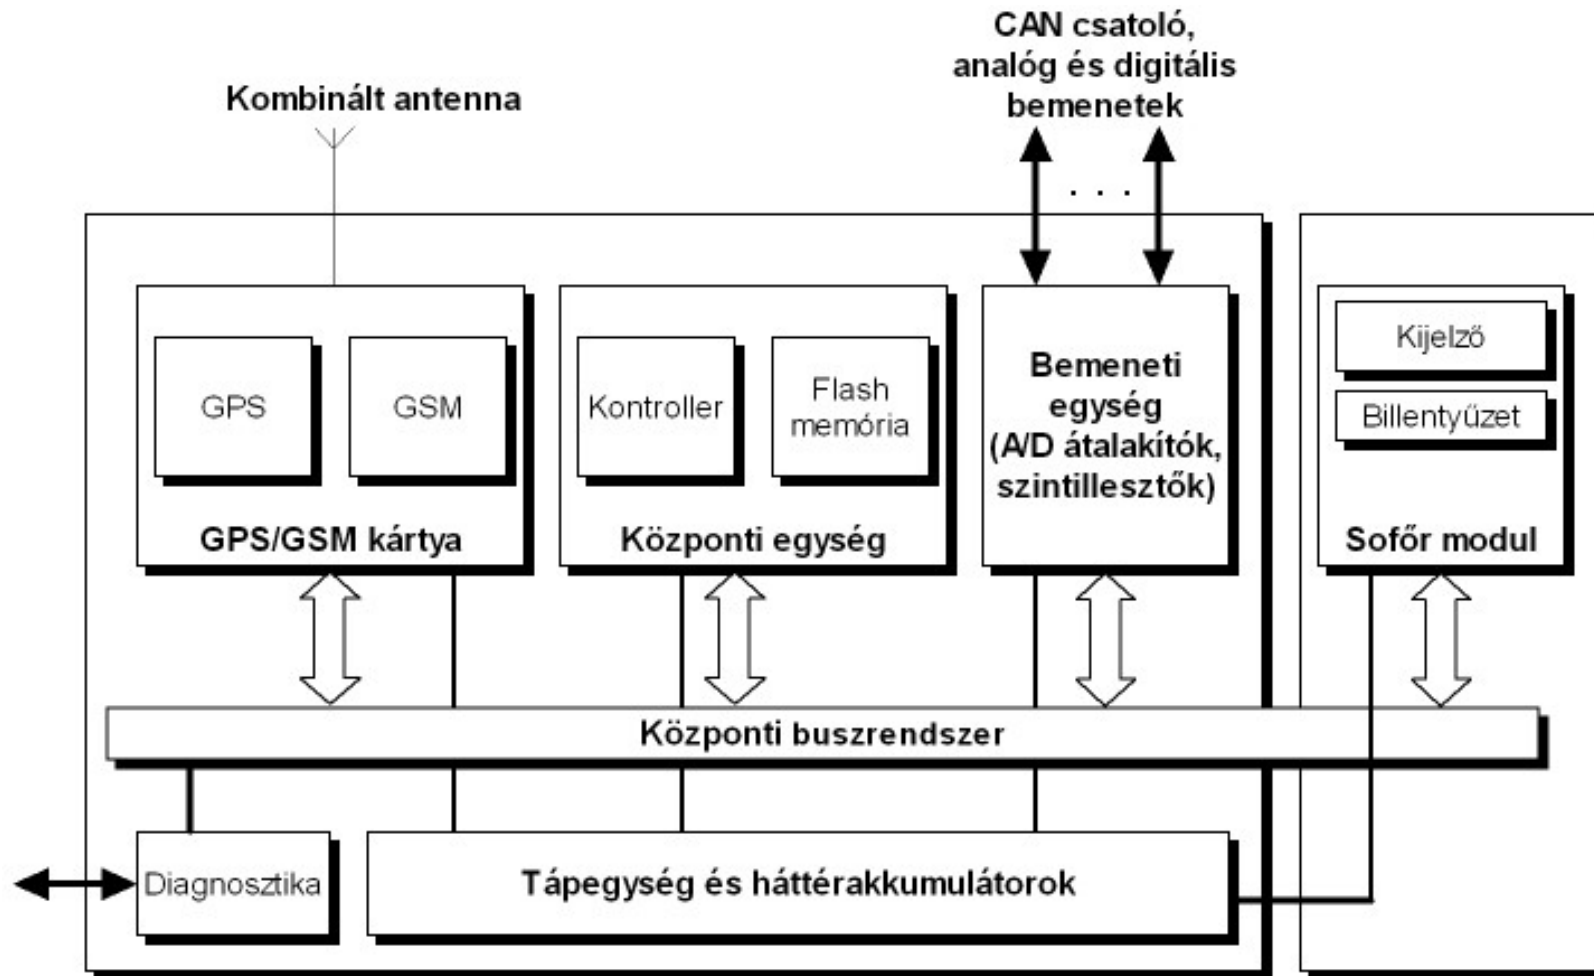 CAN csatoló,
analóg és digitális
bemenetek
Kombinált antenna
. . .
GPS
GSM
GPS/GSM kártya
Kontroller
Flash
memória
Központi egység
Bemeneti
egység
(A/D átalakítók,
szintillesztők)
Kijelző
Billentyűzet
Sofőr modul
Központi buszrendszer
Diagnosztika
Tápegység és háttérakkumulátorok